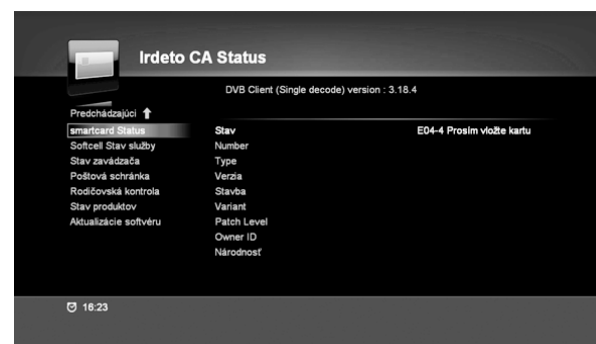 Irdeto CA Status
DVB Client (Single decode) version : 3.18.4
Predchádzajúci
smartcard Status
Softcell Stav služby
Stav zavádzača
Poštová schránka
Rodičovská kontrola
Stav produktov
Aktualizácie softvéru
Stav E04-4 Prosim vložte kartu
Number
Type
Verzia
Stavba
Variant
Patch Level
Owner ID
Národnosť
16:23